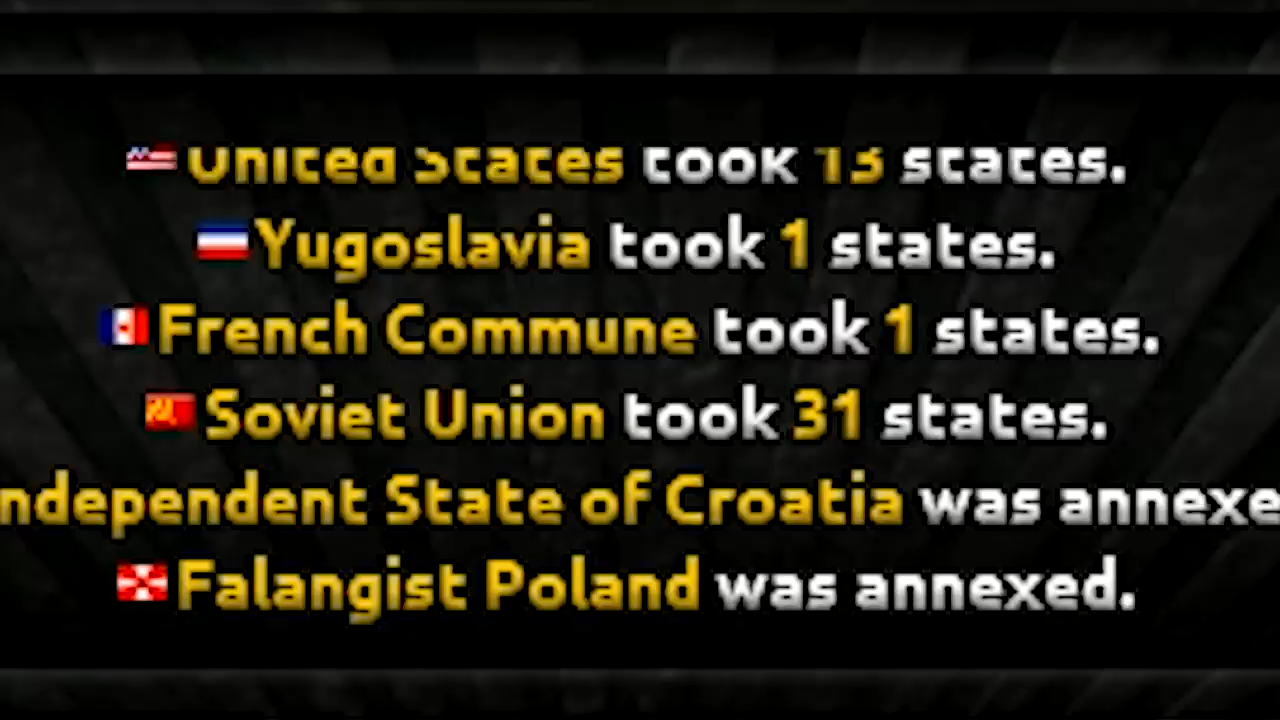 United States took 13 states.
Yugoslavia took 1 states.
French Commune took 1 states.
Soviet Union took 31 states.
ndependent State of Croatia was annexe
Falangist Poland was annexed.